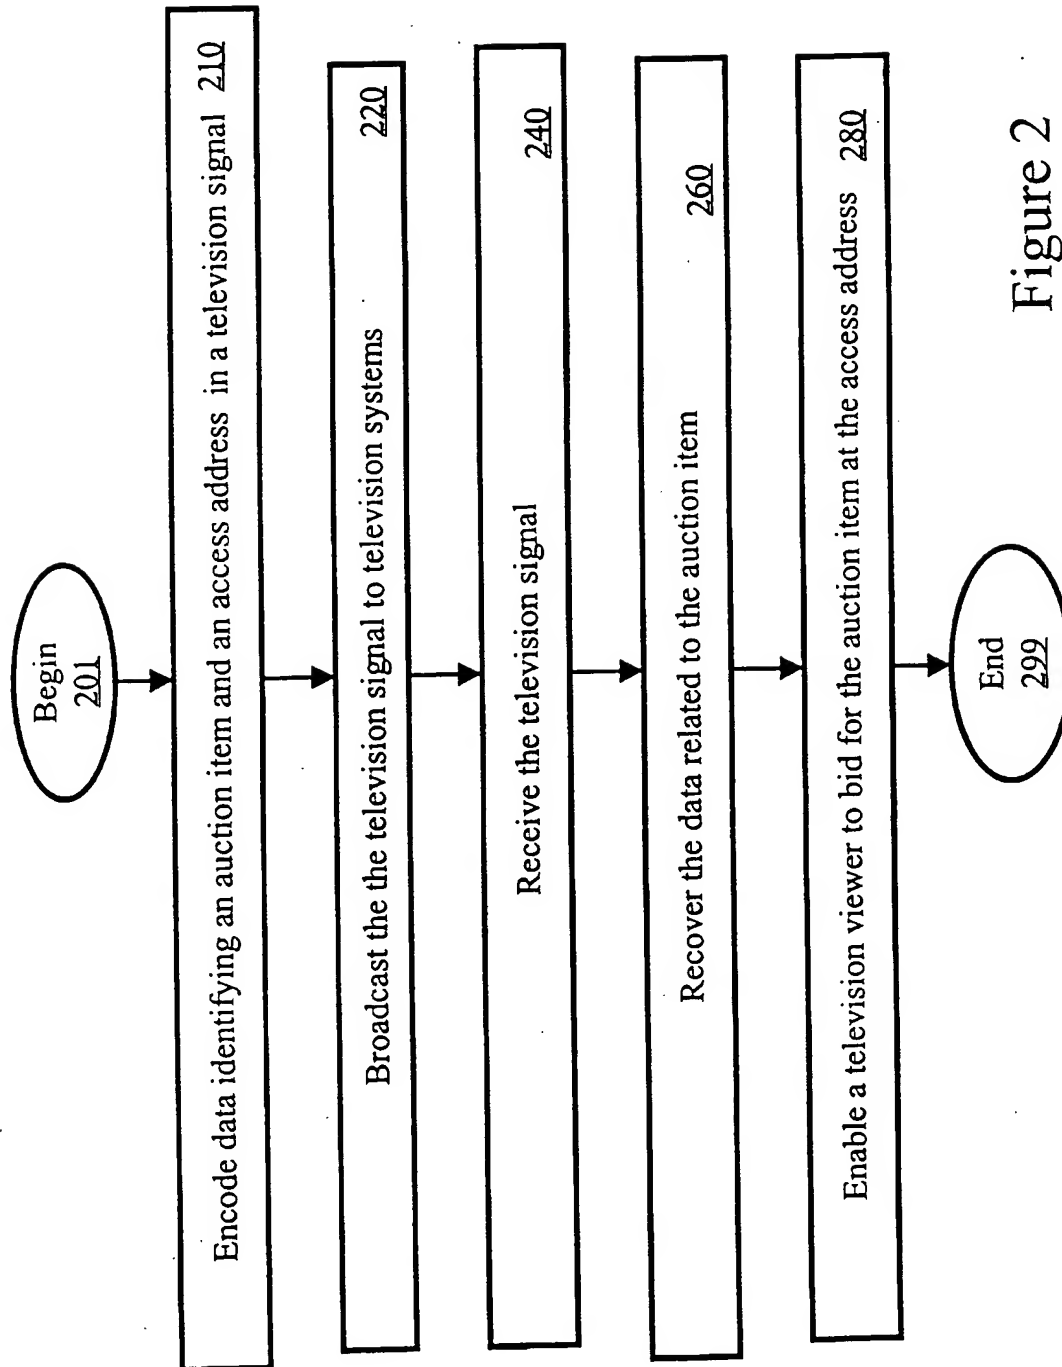 Begin
201
Encode data identifying an auction item and an access address in a television signal 210
Broadcast the the television signal to television systems 220
Receive the television signal 240
Recover the data related to the auction item 260
Enable a television viewer to bid for the auction item at the access address 280
End
299
Figure 2